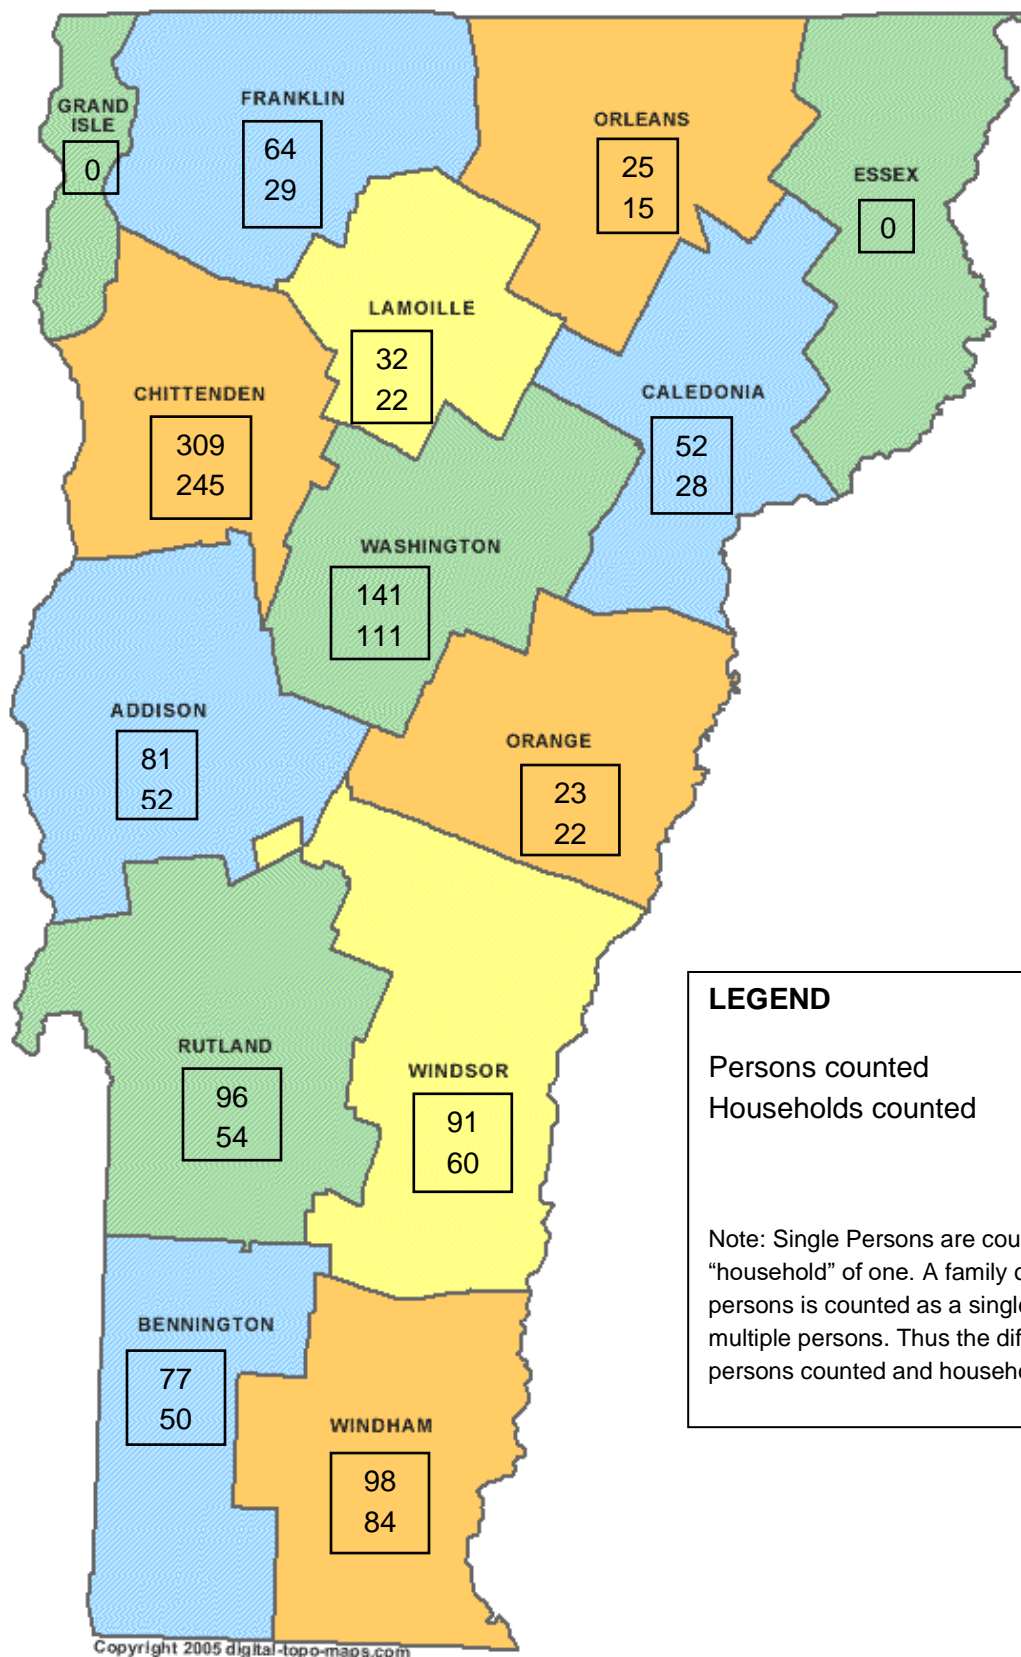 GRAND
ISLE
0
FRANKLIN
64
29
ORLEANS
25
15
ESSEX
0
LAMOILLE
32
22
CHITTENDEN
309
245
CALEDONIA
52
28
WASHINGTON
141
111
ADDISON
81
52
ORANGE
23
22
RUTLAND
96
54
WINDSOR
91
60
BENNINGTON
77
50
WINDHAM
98
84
LEGEND
Persons counted
Households counted
Note: Single Persons are cou
“household” of one. A family o
persons is counted as a single
multiple persons. Thus the dif
persons counted and househo
Copyright 2005 digital-topo-maps.com